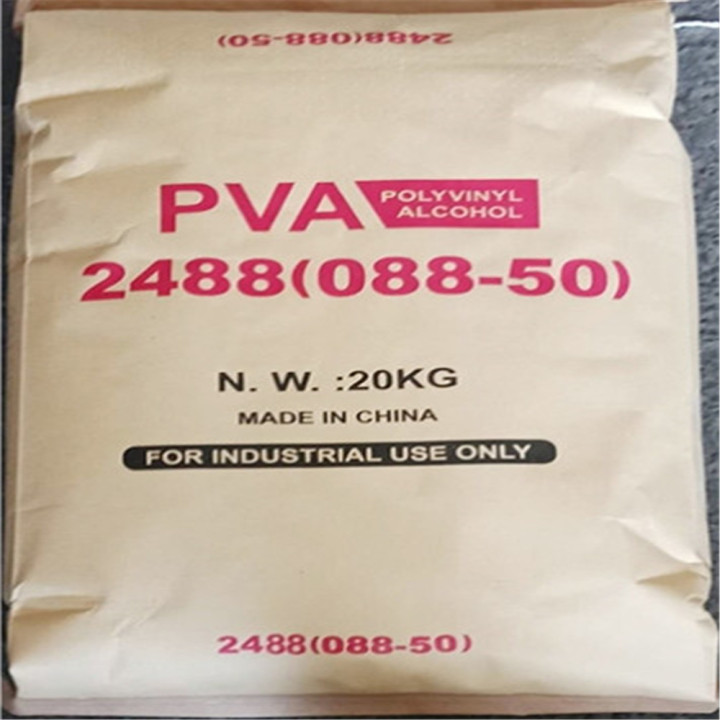 2488(088-50)
PVA POLYVINYL
ALCOHOL
2488(088-50)
N. W. :20KG
MADE IN CHINA
FOR INDUSTRIAL USE ONLY
2488(088-50)